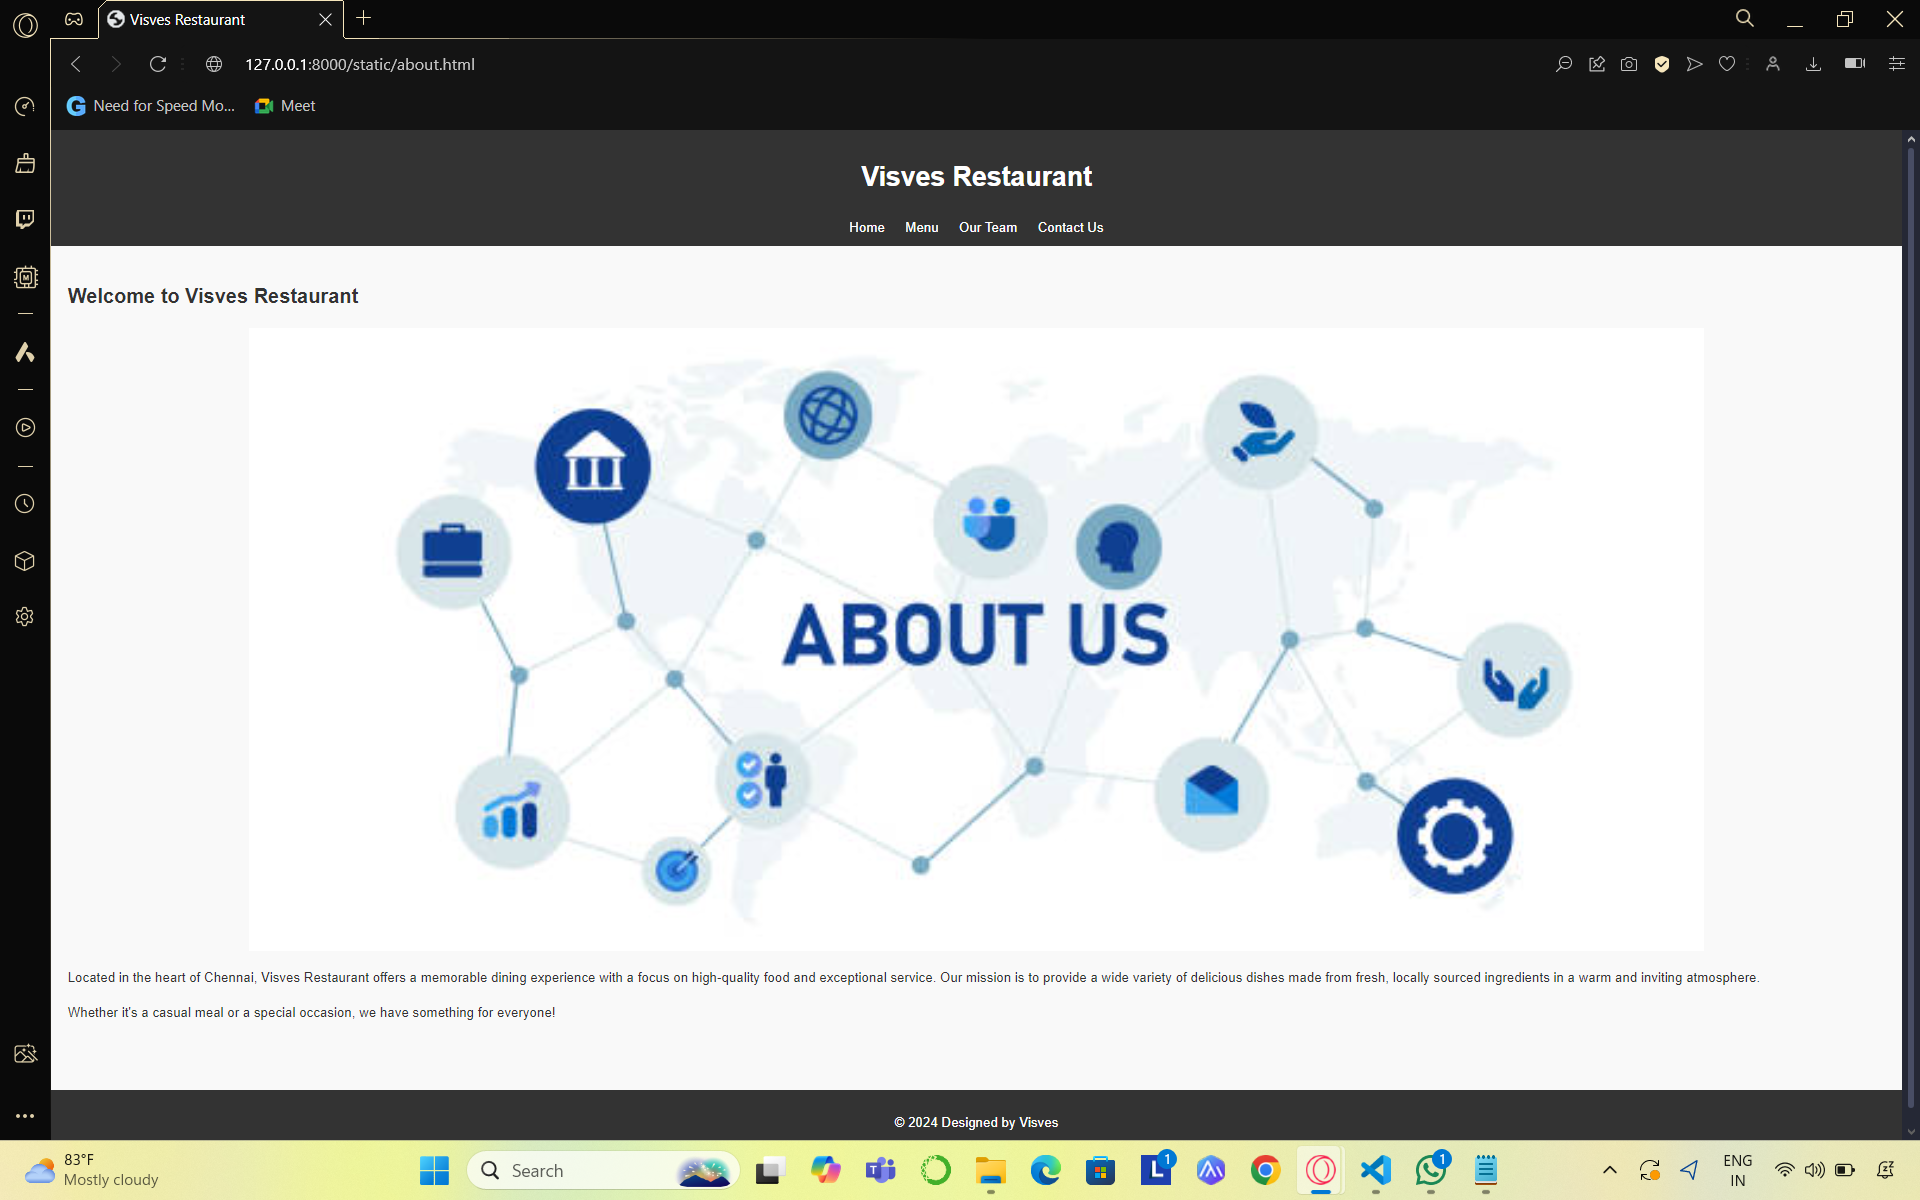 Visves Restaurant
127.0.0.1:8000/static/about.html
Need for Speed Mo...
Meet
Visves Restaurant
Home Menu Our Team Contact Us
Welcome to Visves Restaurant
ABOUT US
Located in the heart of Chennai, Visves Restaurant offers a memorable dining experience with a focus on high-quality food and exceptional service. Our mission is to provide a wide variety of delicious dishes made from fresh, locally sourced ingredients in a warm and inviting atmosphere.
Whether it's a casual meal or a special occasion, we have something for everyone!
© 2024 Designed by Visves
83°F
Mostly cloudy
Search
1
1
ENG
IN